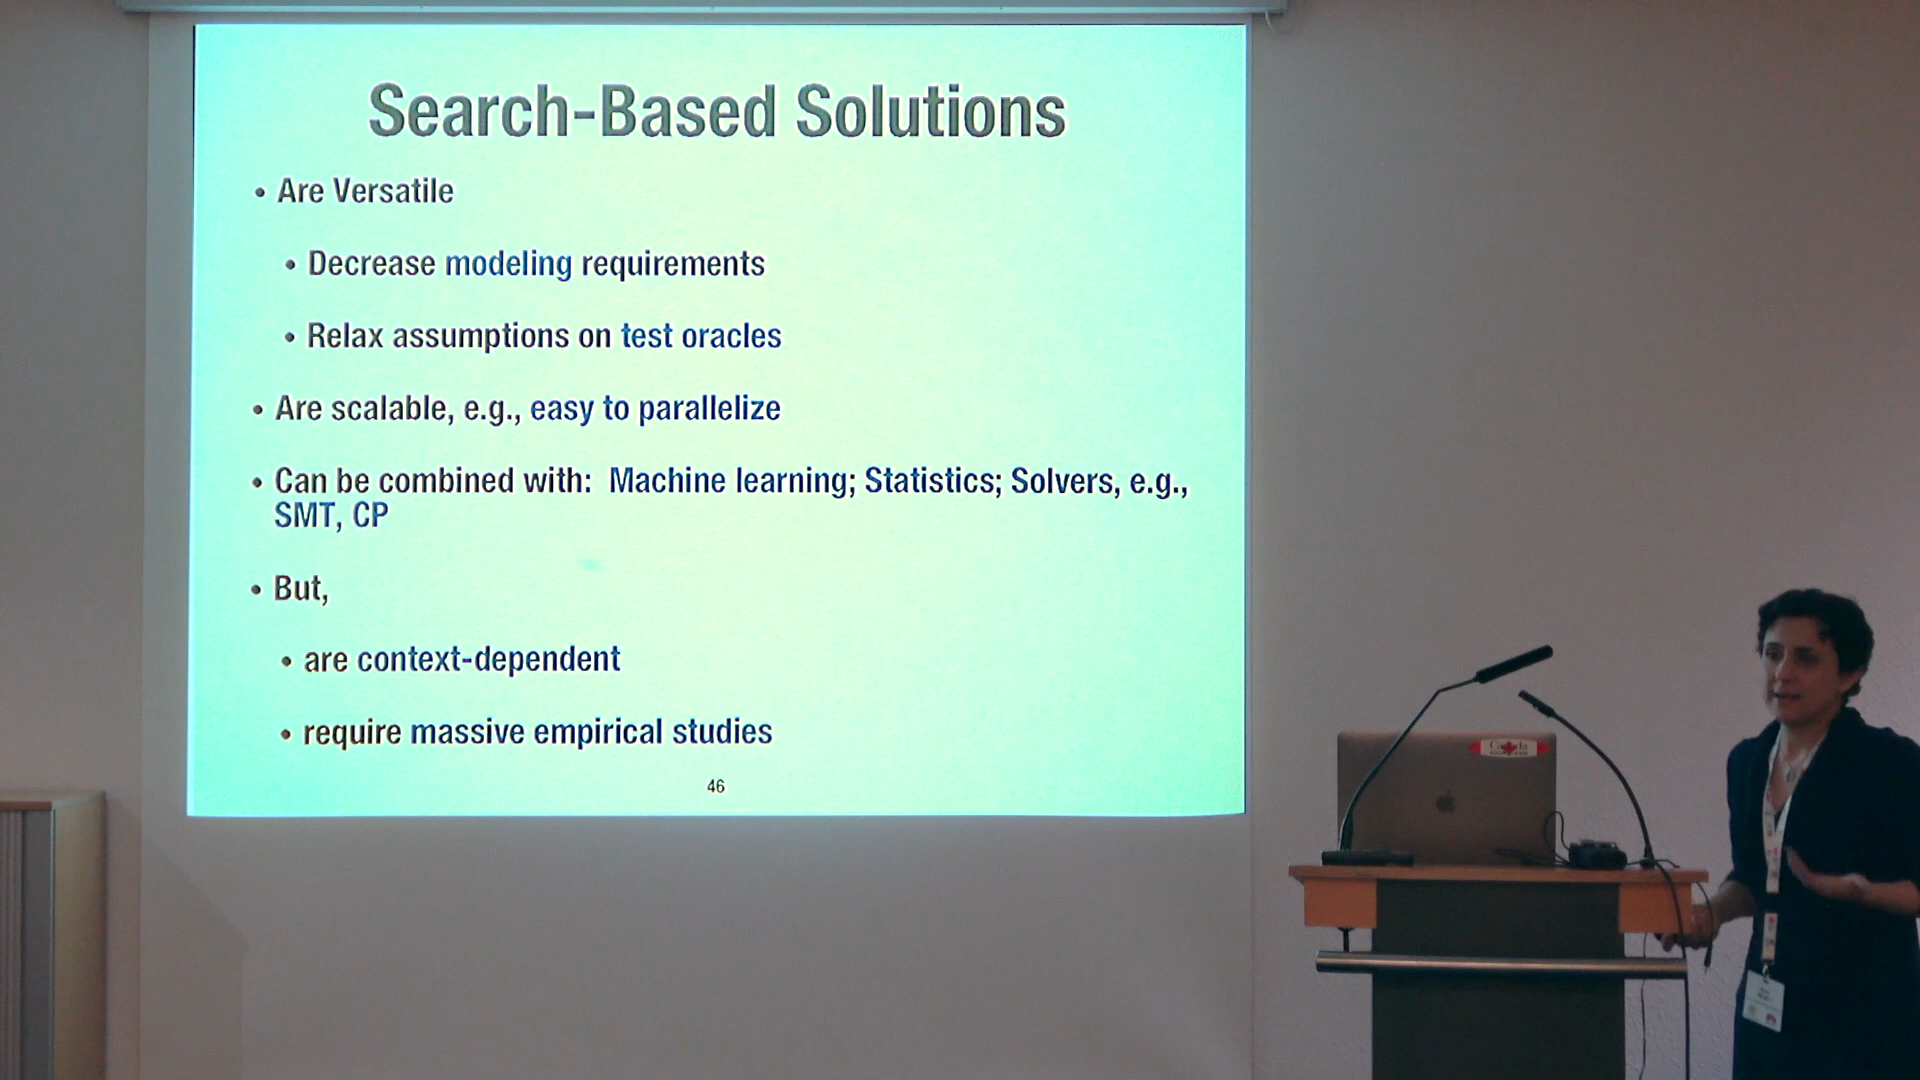 Search-Based Solutions
• Are Versatile
• Decrease modeling requirements
• Relax assumptions on test oracles
• Are scalable, e.g., easy to parallelize
• Can be combined with: Machine learning; Statistics; Solvers, e.g.,
SMT, CP
• But,
• are context-dependent
• require massive empirical studies
46
Canada